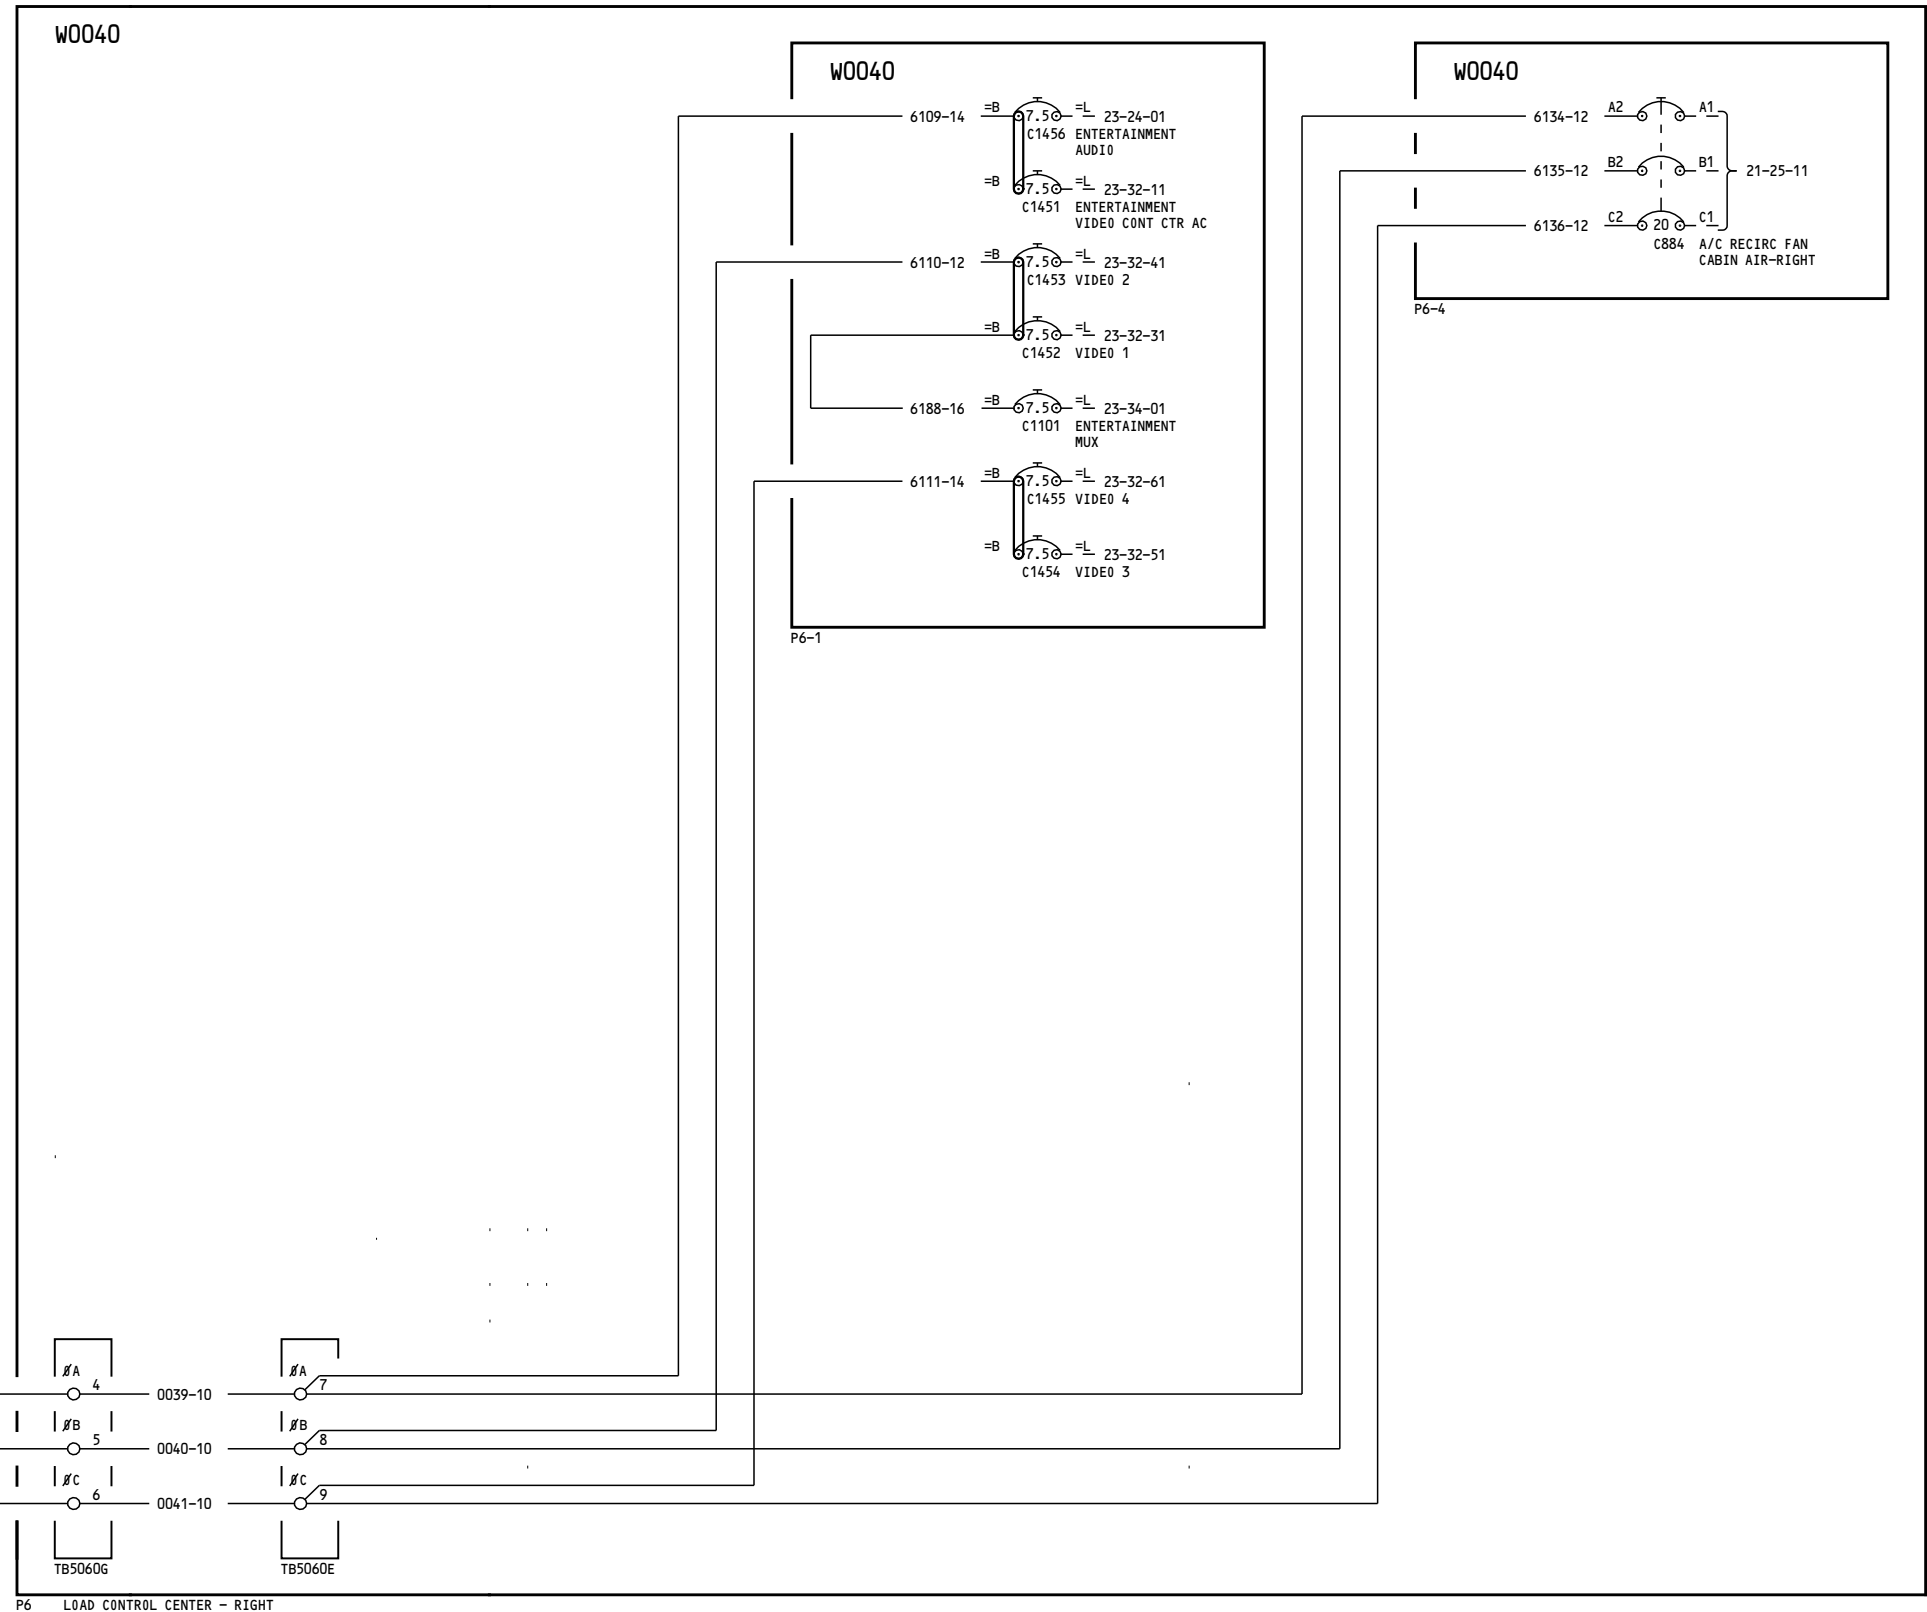 W0040
W0040
6109-14 =B 7.5 =L 23-24-01
C1456 ENTERTAINMENT
AUDIO
=B 7.5 =L 23-32-11
C1451 ENTERTAINMENT
VIDEO CONT CTR AC
6110-12 =B 7.5 =L 23-32-41
C1453 VIDEO 2
=B 7.5 =L 23-32-31
C1452 VIDEO 1
6188-16 =B 7.5 =L 23-34-01
C1101 ENTERTAINMENT
MUX
6111-14 =B 7.5 =L 23-32-61
C1455 VIDEO 4
=B 7.5 =L 23-32-51
C1454 VIDEO 3
P6-1
W0040
6134-12 A2 A1
6135-12 B2 B1 21-25-11
6136-12 C2 20 C1
C884 A/C RECIRC FAN
CABIN AIR-RIGHT
P6-4
ØA ØA
4 0039-10 7
ØB ØB
5 0040-10 8
ØC ØC
6 0041-10 9
TB5060G TB5060E
P6 LOAD CONTROL CENTER - RIGHT